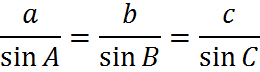 a/sin A = b/sin B = c/sin C